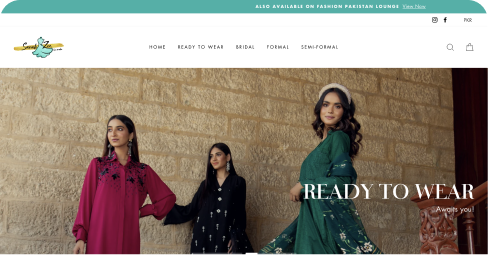 ALSO AVAILABLE ON FASHION PAKISTAN LOUNGE View Now
PKR
HOME READY TO WEAR BRIDAL FORMAL SEMI-FORMAL
READY TO WEAR
Awaits you!